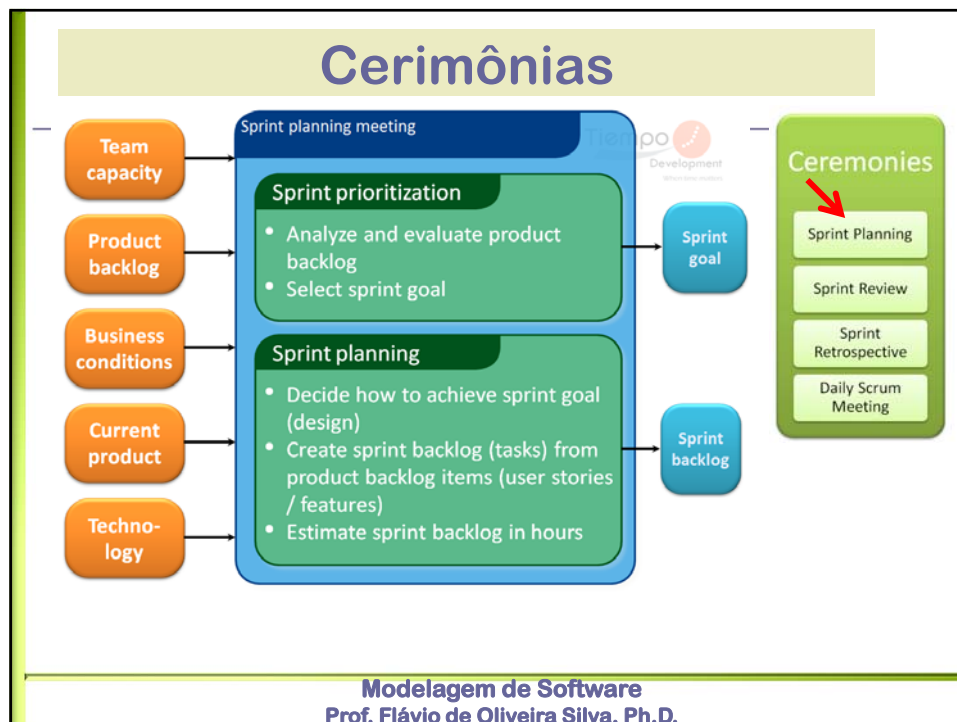 Cerimônias
Team
capacity
Product
backlog
Business
conditions
Current
product
Techno-
logy
Sprint planning meeting
Sprint prioritization
• Analyze and evaluate product
backlog
• Select sprint goal
Sprint planning
• Decide how to achieve sprint goal
(design)
• Create sprint backlog (tasks) from
product backlog items (user stories
/ features)
• Estimate sprint backlog in hours
Sprint
goal
Sprint
backlog
Tiempo
Development
Ceremonies
Sprint Planning
Sprint Review
Sprint
Retrospective
Daily Scrum
Meeting
Modelagem de Software
Prof. Flávio de Oliveira Silva, Ph.D.